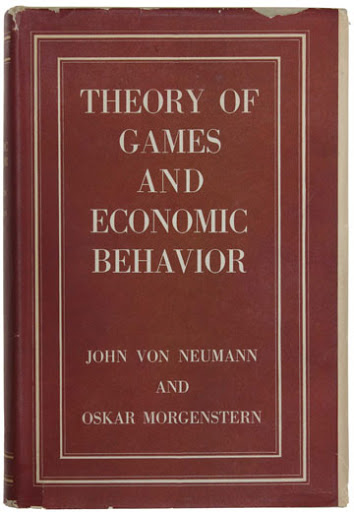 THEORY OF
GAMES
AND
ECONOMIC
BEHAVIOR
JOHN VON NEUMANN
AND
OSKAR MORGENSTERN